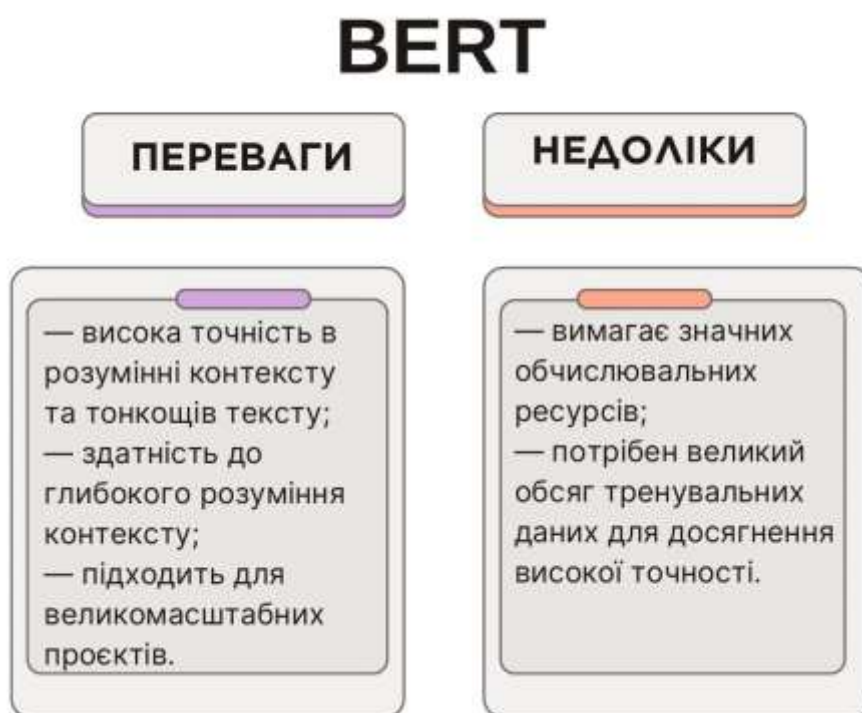 BERT
ПЕРЕВАГИ
НЕДОЛІКИ
— висока точність в
розумінні контексту
та тонкощів тексту;
— здатність до
глибокого розуміння
контексту;
— підходить для
великомасштабних
проєктів.
— вимагає значних
обчислювальних
ресурсів;
— потрібен великий
обсяг тренувальних
даних для досягнення
високої точності.